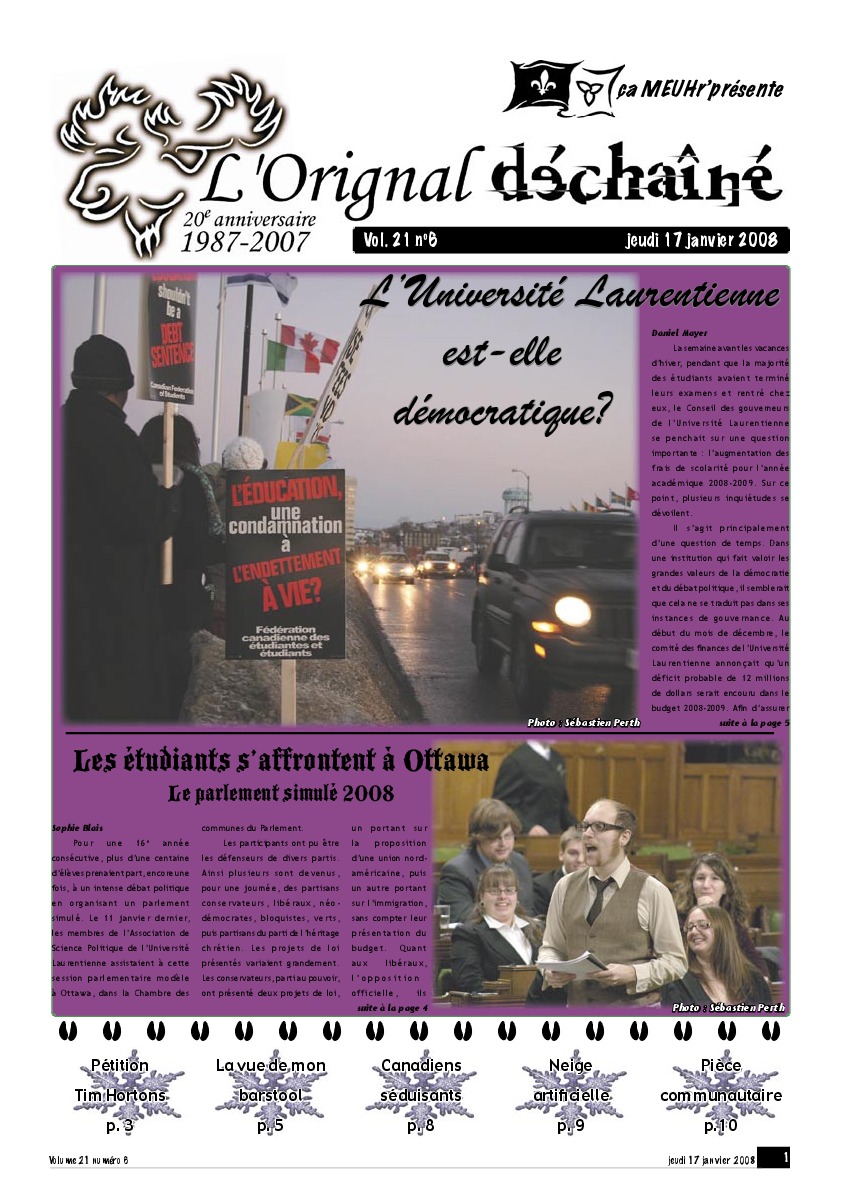 ça MEUHr'présente
L'Orignal déchaîné
20e anniversaire
1987-2007
Vol. 21 nº6
jeudi 17 janvier 2008
L'Université Laurentienne
est-elle
démocratique?
EDUCATION
shouldn't
be a
DEBT
SENTENCE
Canadian Federation
of Students
L'ÉDUCATION,
une
condamnation
à
L'ENDETTEMENT
À VIE?
Fédération
canadienne des
étudiantes et
étudiants
Photo : Sébastien Perth
Daniel Mayer
La semaine avant les vacances
d'hiver, pendant que la majorité
des étudiants avaient terminé
leurs examens et rentré chez
eux, le Conseil des gouverneurs
de l'Université Laurentienne
se penchait sur une question
importante : l'augmentation des
frais de scolarité pour l'année
académique 2008-2009. Sur ce
point, plusieurs inquiétudes se
dévoilent.
Il s'agit principalement
d'une question de temps. Dans
une institution qui fait valoir les
grandes valeurs de la démocratie
et du débat politique, il semblerait
que cela ne se traduit pas dans ses
instances de gouvernance. Au
début du mois de décembre, le
comité des finances de l'Université
Laurentienne annonçait qu'un
déficit probable de 12 millions
de dollars serait encouru dans le
budget 2008-2009. Afin d'assurer
suite à la page 5
Les étudiants s'affrontent à Ottawa
Le parlement simulé 2008
Sophie Blais
Pour une 16e année
consécutive, plus d'une centaine
d'élèves prenaient part, encore une
fois, à un intense débat politique
en organisant un parlement
simulé. Le 11 janvier dernier,
les membres de l'Association de
Science Politique de l'Université
Laurentienne assistaient à cette
session parlementaire modèle
à Ottawa, dans la Chambre des
communes du Parlement.
Les participants ont pu être
les défenseurs de divers partis.
Ainsi plusieurs sont devenus,
pour une journée, des partisans
conservateurs, libéraux, néo-
démocrates, bloquistes, verts,
puis partisans du parti de l'héritage
chrétien. Les projets de loi
présentés variaient grandement.
Les conservateurs, parti au pouvoir,
ont présenté deux projets de loi,
un portant sur
la proposition
d'une union nord-
américaine, puis
un autre portant
sur l'immigration,
sans compter leur
présentation du
budget. Quant
aux libéraux,
l'opposition
officielle, ils
suite à la page 4
Photo : Sébastien Perth
Pétition
Tim Hortons
p. 3
La vue de mon
barstool
p. 5
Canadiens
séduisants
p. 8
Neige
artificielle
p. 9
Pièce
communautaire
p.10
Volume 21 numéro 6
jeudi 17 janvier 2008
1